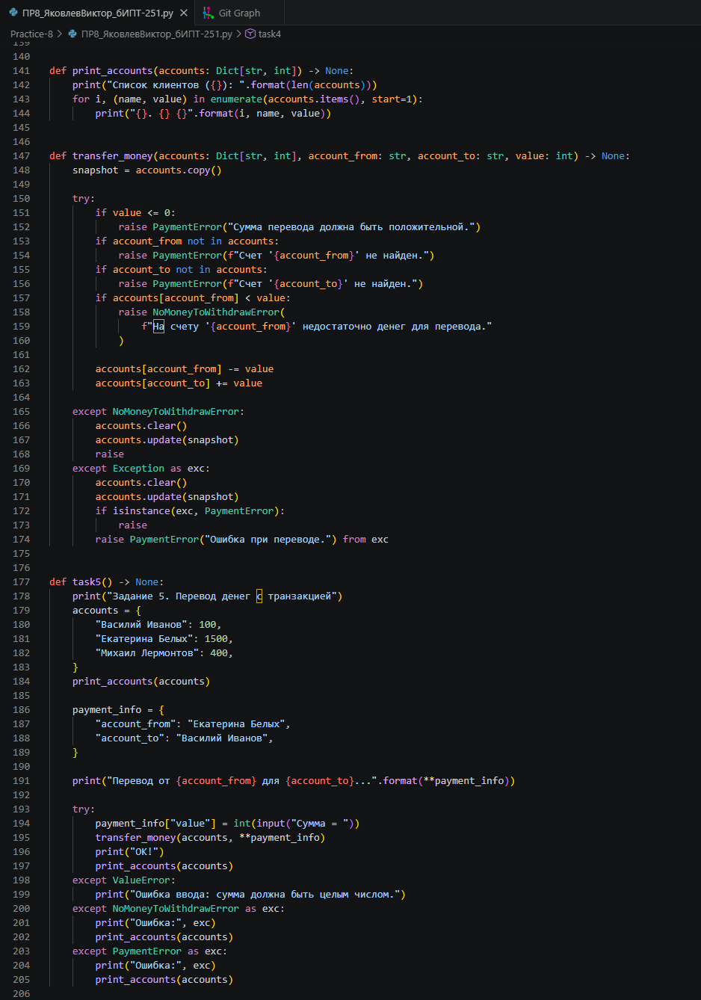 ПР8_ЯковлевВиктор_бИПТ-251.py ✕ Git Graph
Practice-8 > ПР8_ЯковлевВиктор_бИПТ-251.py > task4
139
140
141 def print_accounts(accounts: Dict[str, int]) -> None:
142     print("Список клиентов ({}): ".format(len(accounts)))
143     for i, (name, value) in enumerate(accounts.items(), start=1):
144         print("{}. {} {}".format(i, name, value))
145
146
147 def transfer_money(accounts: Dict[str, int], account_from: str, account_to: str, value: int) -> None:
148     snapshot = accounts.copy()
149
150     try:
151         if value <= 0:
152             raise PaymentError("Сумма перевода должна быть положительной.")
153         if account_from not in accounts:
154             raise PaymentError(f"Счет '{account_from}' не найден.")
155         if account_to not in accounts:
156             raise PaymentError(f"Счет '{account_to}' не найден.")
157         if accounts[account_from] < value:
158             raise NoMoneyToWithdrawError(
159                 f"На счету '{account_from}' недостаточно денег для перевода."
160             )
161
162         accounts[account_from] -= value
163         accounts[account_to] += value
164
165     except NoMoneyToWithdrawError:
166         accounts.clear()
167         accounts.update(snapshot)
168         raise
169     except Exception as exc:
170         accounts.clear()
171         accounts.update(snapshot)
172         if isinstance(exc, PaymentError):
173             raise
174         raise PaymentError("Ошибка при переводе.") from exc
175
176
177 def task5() -> None:
178     print("Задание 5. Перевод денег с транзакцией")
179     accounts = {
180         "Василий Иванов": 100,
181         "Екатерина Белых": 1500,
182         "Михаил Лермонтов": 400,
183     }
184     print_accounts(accounts)
185
186     payment_info = {
187         "account_from": "Екатерина Белых",
188         "account_to": "Василий Иванов",
189     }
190
191     print("Перевод от {account_from} для {account_to}...".format(**payment_info))
192
193     try:
194         payment_info["value"] = int(input("Сумма = "))
195         transfer_money(accounts, **payment_info)
196         print("OK!")
197         print_accounts(accounts)
198     except ValueError:
199         print("Ошибка ввода: сумма должна быть целым числом.")
200     except NoMoneyToWithdrawError as exc:
201         print("Ошибка:", exc)
202         print_accounts(accounts)
203     except PaymentError as exc:
204         print("Ошибка:", exc)
205         print_accounts(accounts)
206